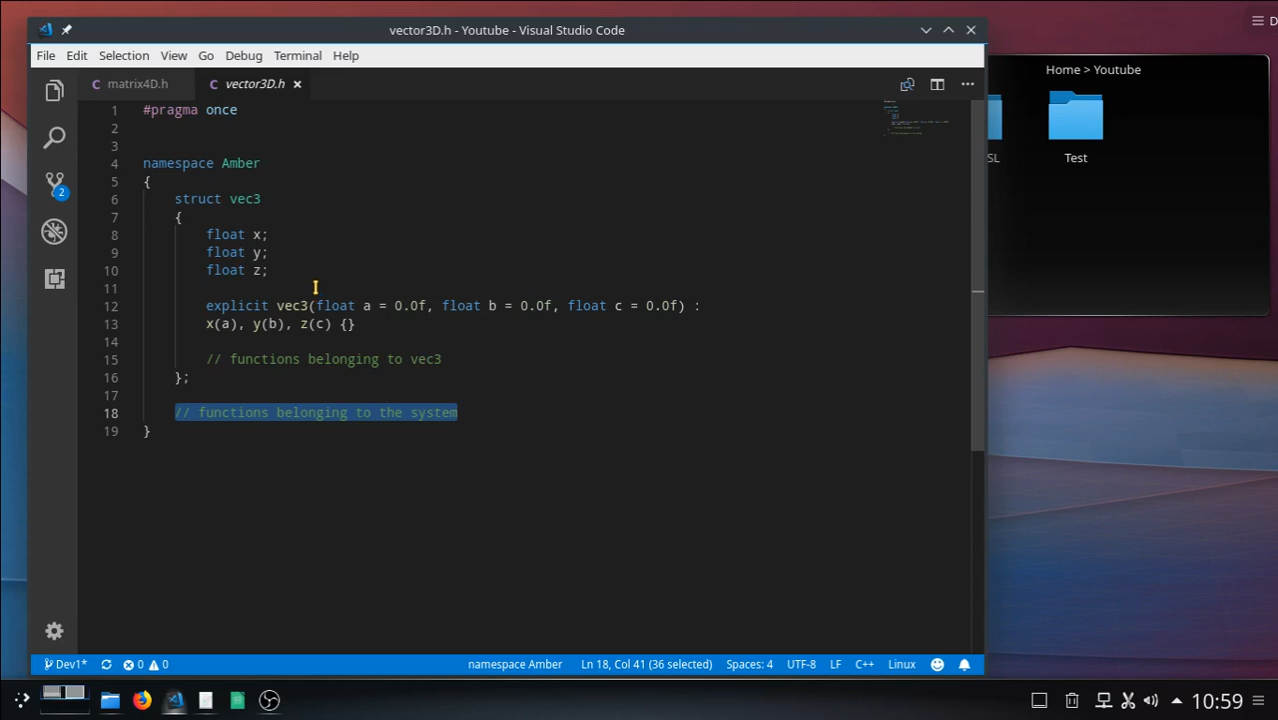 vector3D.h - Youtube - Visual Studio Code
File Edit Selection View Go Debug Terminal Help
D
Home > Youtube
C matrix4D.h C vector3D.h
SL Test
1 #pragma once
2
3
4 namespace Amber
5 {
6 struct vec3
7 {
8 float x;
9 float y;
10 float z;
11
12 explicit vec3(float a = 0.0f, float b = 0.0f, float c = 0.0f) :
13 x(a), y(b), z(c) {}
14
15 // functions belonging to vec3
16 };
17
18 // functions belonging to the system
19 }
2
Dev1* 0 0 namespace Amber Ln 18, Col 41 (36 selected) Spaces: 4 UTF-8 LF C++ Linux
10:59